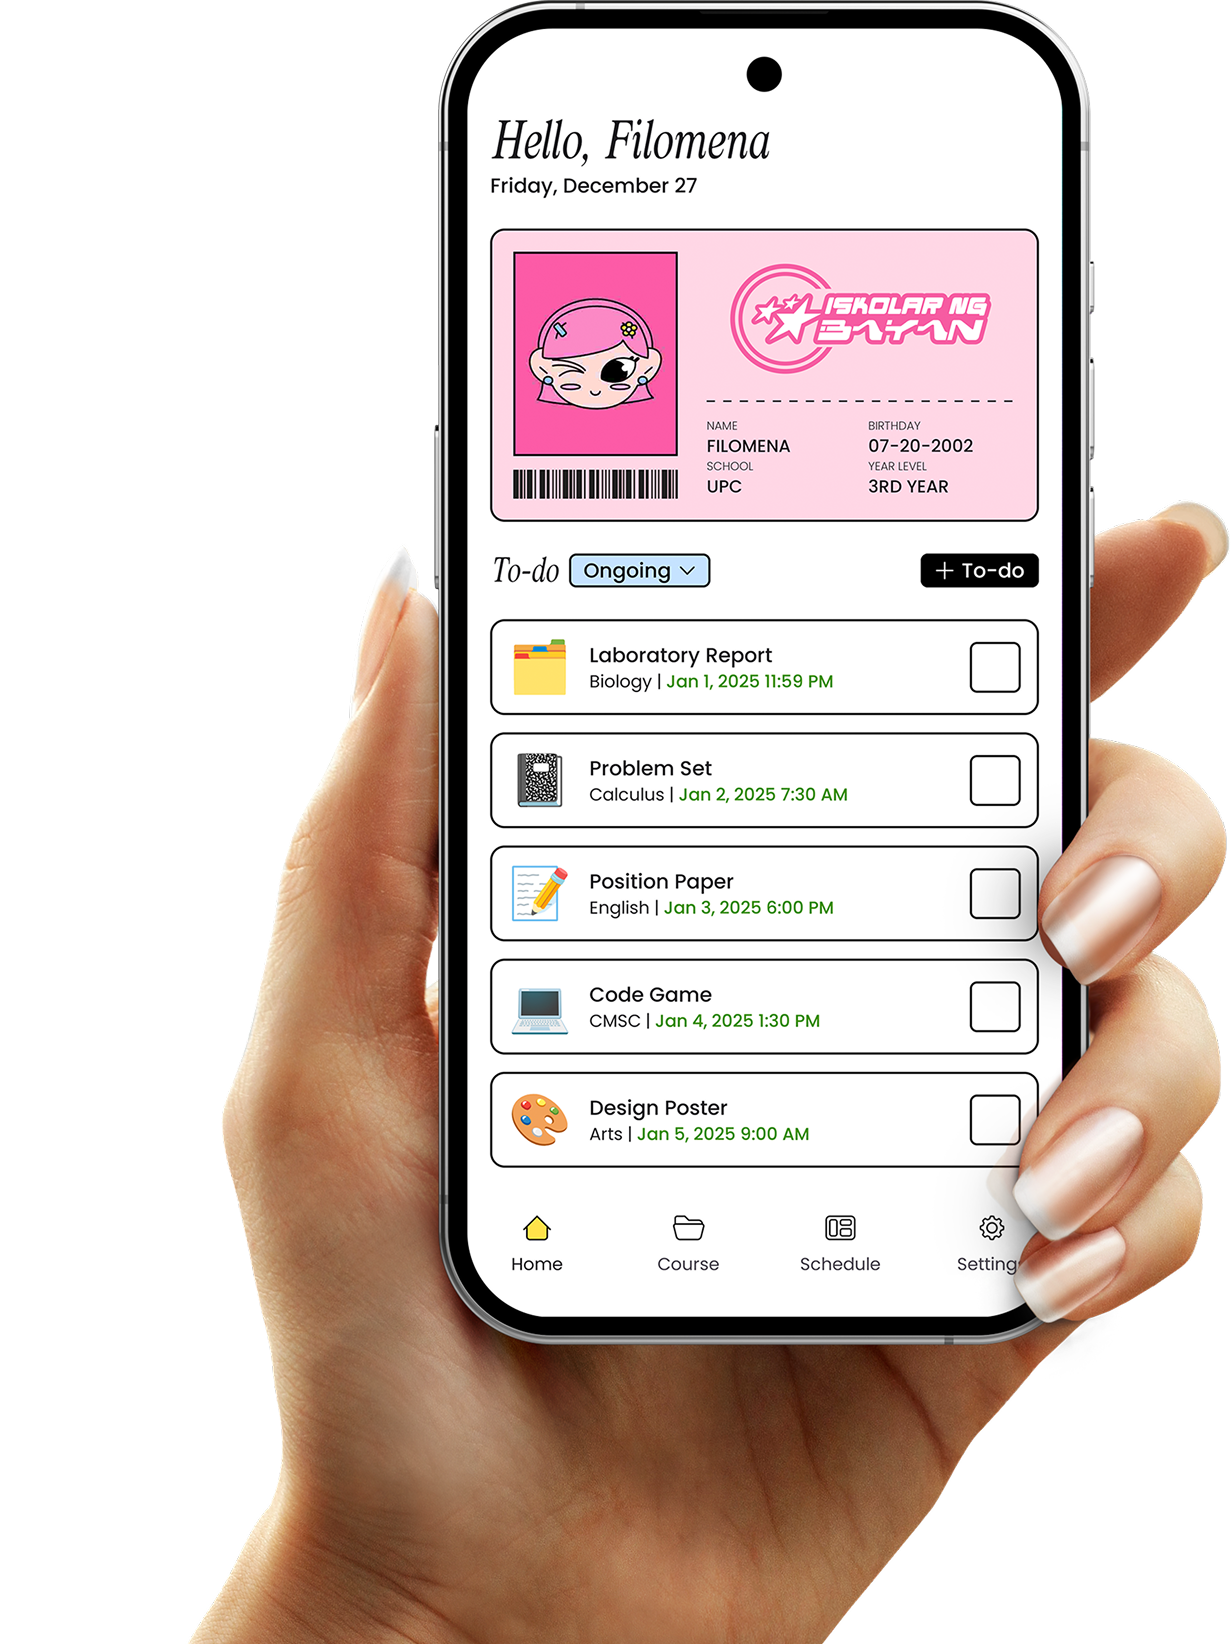 Hello, Filomena
Friday, December 27
ISKOLAR NG
BAYAN
NAME
FILOMENA
BIRTHDAY
07-20-2002
SCHOOL
UPC
YEAR LEVEL
3RD YEAR
To-do
Ongoing
+ To-do
Laboratory Report
Biology | Jan 1, 2025 11:59 PM
Problem Set
Calculus | Jan 2, 2025 7:30 AM
Position Paper
English | Jan 3, 2025 6:00 PM
Code Game
CMSC | Jan 4, 2025 1:30 PM
Design Poster
Arts | Jan 5, 2025 9:00 AM
Home
Course
Schedule
Setting